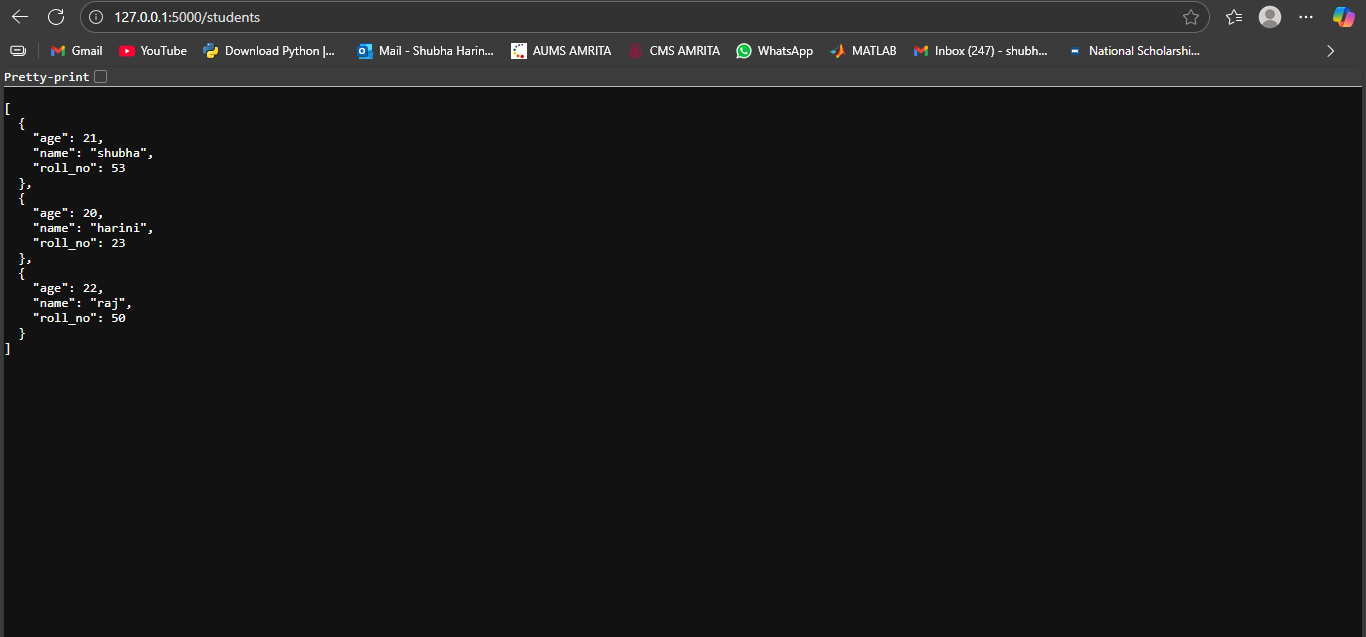 127.0.0.1:5000/students
Gmail YouTube Download Python |... Mail - Shubha Harin... AUMS AMRITA CMS AMRITA WhatsApp MATLAB Inbox (247) - shubh... National Scholarshi...
Pretty-print
[
  {
    "age": 21,
    "name": "shubha",
    "roll_no": 53
  },
  {
    "age": 20,
    "name": "harini",
    "roll_no": 23
  },
  {
    "age": 22,
    "name": "raj",
    "roll_no": 50
  }
]